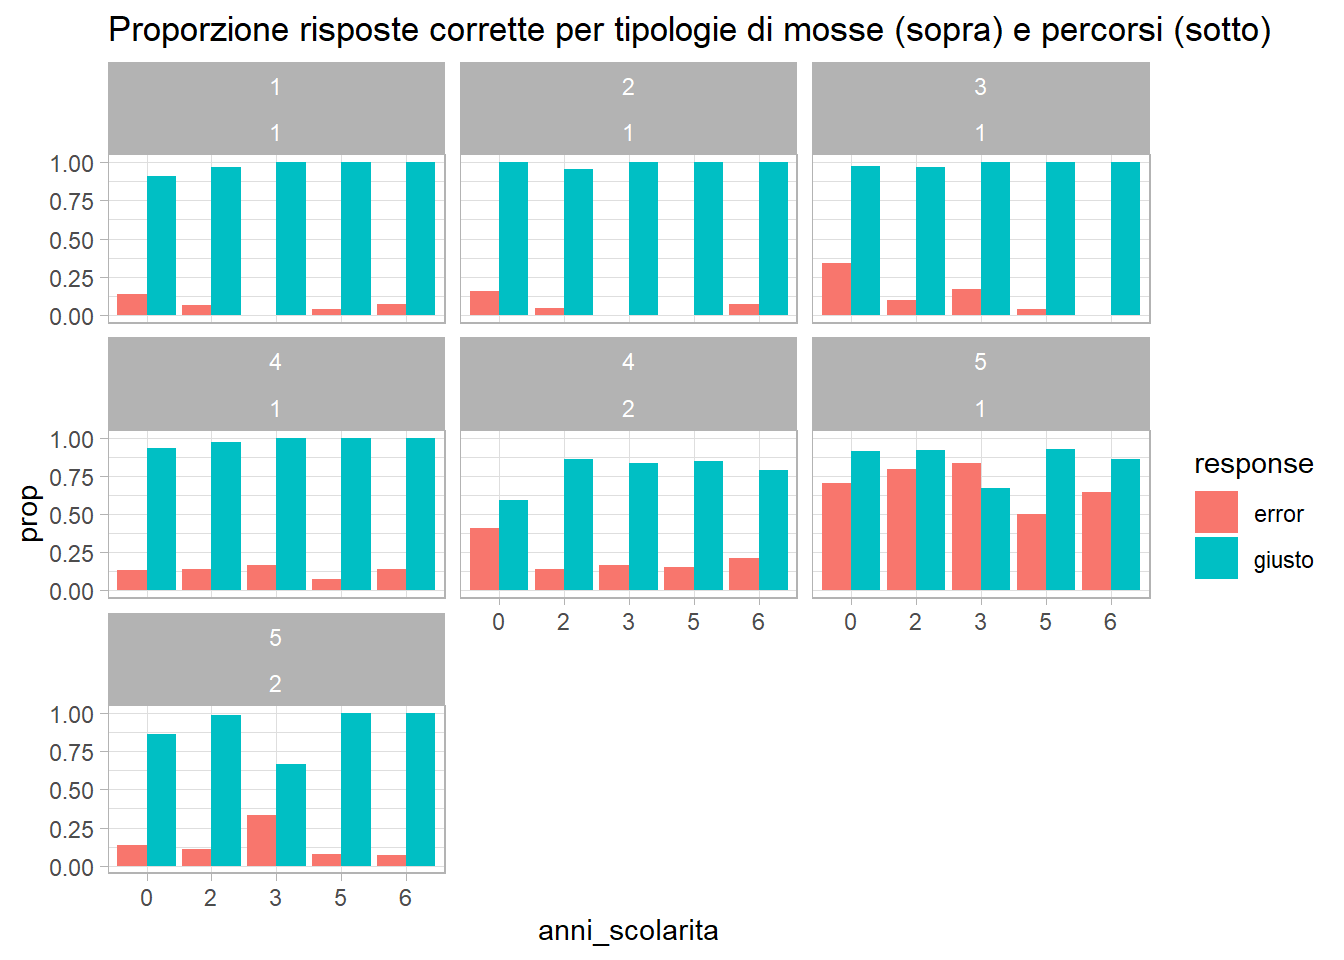 Proporzione risposte corrette per tipologie di mosse (sopra) e percorsi (sotto)
1 2 3
1 1 1
1.00
0.75
0.50
0.25
0.00
4 4 5
1 2 1
1.00
0.75
0.50
0.25
0.00
0 2 3 5 6 0 2 3 5 6
5
2
1.00
0.75
0.50
0.25
0.00
0 2 3 5 6
anni_scolarita
prop
response
error
giusto